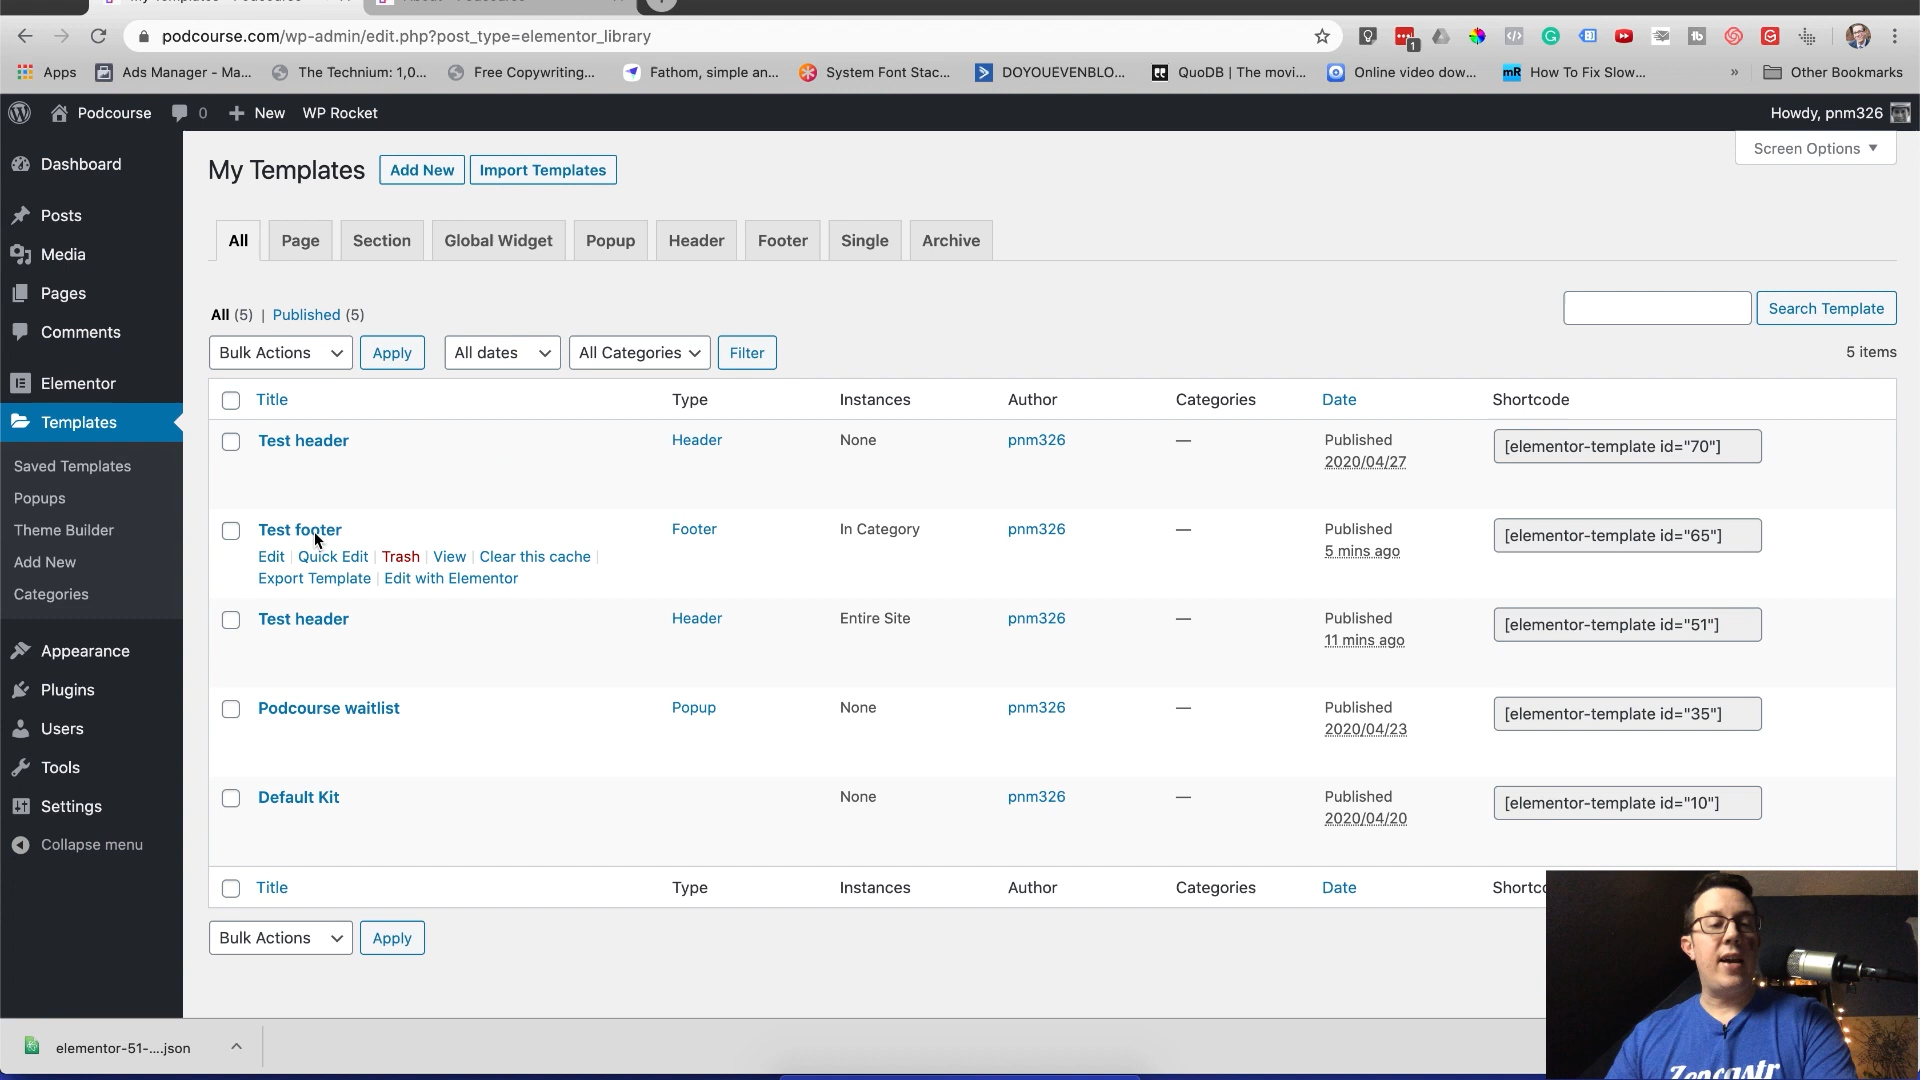 podcourse.com/wp-admin/edit.php?post_type=elementor_library
1
Apps
Ads Manager - Ma...
The Technium: 1,0...
Free Copywriting...
Fathom, simple an...
System Font Stac...
DOYOUEVENBLO...
QuoDB | The movi...
Online video dow...
How To Fix Slow...
»
Other Bookmarks
Podcourse
0
New
WP Rocket
Howdy, pnm326
Dashboard
Posts
Media
Pages
Comments
Elementor
Templates
Saved Templates
Popups
Theme Builder
Add New
Categories
Appearance
Plugins
Users
Tools
Settings
Collapse menu
My Templates
Add New
Import Templates
Screen Options
All
Page
Section
Global Widget
Popup
Header
Footer
Single
Archive
All (5) | Published (5)
Search Template
Bulk Actions
Apply
All dates
All Categories
Filter
5 items
Title Type Instances Author Categories Date Shortcode
Test header Header None pnm326 — Published [elementor-template id="70"]
2020/04/27
Test footer Footer In Category pnm326 — Published [elementor-template id="65"]
5 mins ago
Edit | Quick Edit | Trash | View | Clear this cache |
Export Template | Edit with Elementor
Test header Header Entire Site pnm326 — Published [elementor-template id="51"]
11 mins ago
Podcourse waitlist Popup None pnm326 — Published [elementor-template id="35"]
2020/04/23
Default Kit None pnm326 — Published [elementor-template id="10"]
2020/04/20
Title Type Instances Author Categories Date Shortco
Bulk Actions
Apply
elementor-51-....json
Zencastr